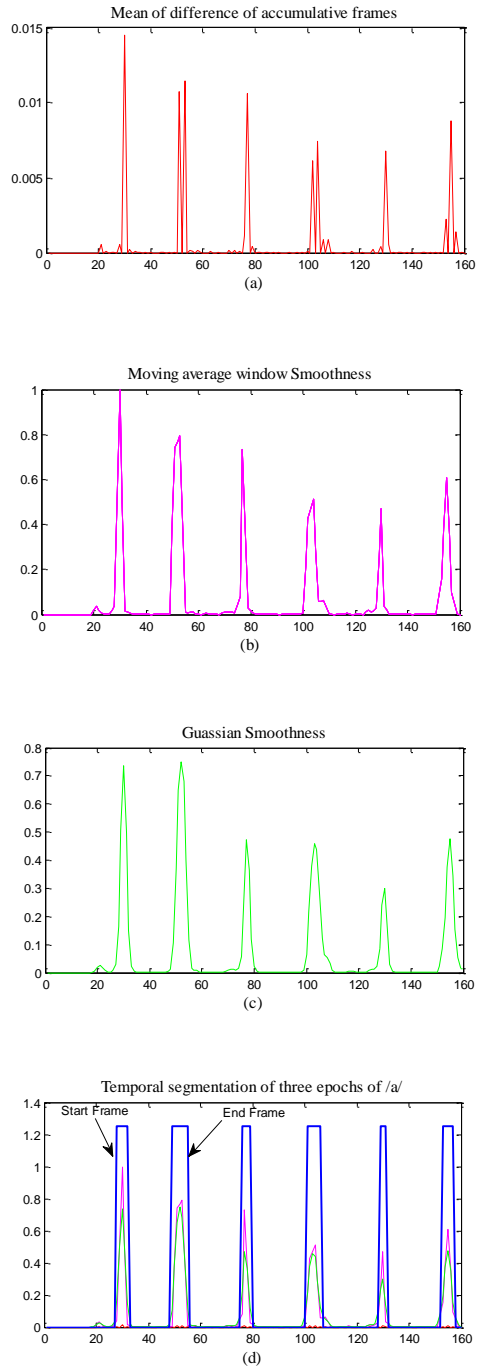 Mean of difference of accumulative frames
0.015
0.01
0.005
0
0 20 40 60 80 100 120 140 160
(a)
Moving average window Smoothness
1
0.8
0.6
0.4
0.2
0
0 20 40 60 80 100 120 140 160
(b)
Guassian Smoothness
0.8
0.7
0.6
0.5
0.4
0.3
0.2
0.1
0
0 20 40 60 80 100 120 140 160
(c)
Temporal segmentation of three epochs of /a/
1.4
Start Frame End Frame
1.2
1
0.8
0.6
0.4
0.2
0
0 20 40 60 80 100 120 140 160
(d)